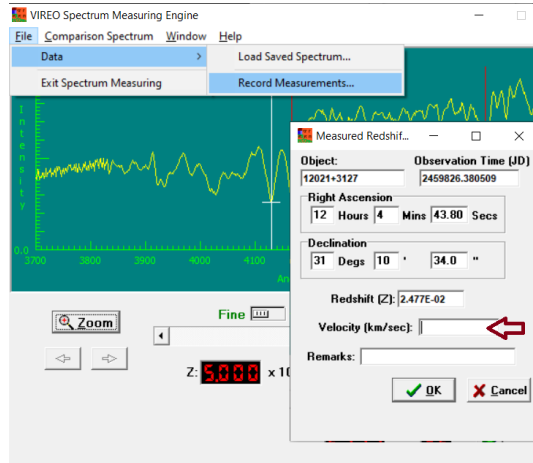 VIREO Spectrum Measuring Engine
File Comparison Spectrum Window Help
Data
Load Saved Spectrum...
Exit Spectrum Measuring
Record Measurements...
Intensity
0.0
3700 3800 3900 4000 4100
An
Measured Redshif...
Object: Observation Time (JD)
12021+3127 2459826.380509
Right Ascension
12 Hours 4 Mins 43.80 Secs
Declination
31 Degs 10 ' 34.0 "
Redshift (Z): 2.477E-02
Velocity (km/sec):
Remarks:
OK Cancel
Zoom
Fine
Z: 5.000 x 10